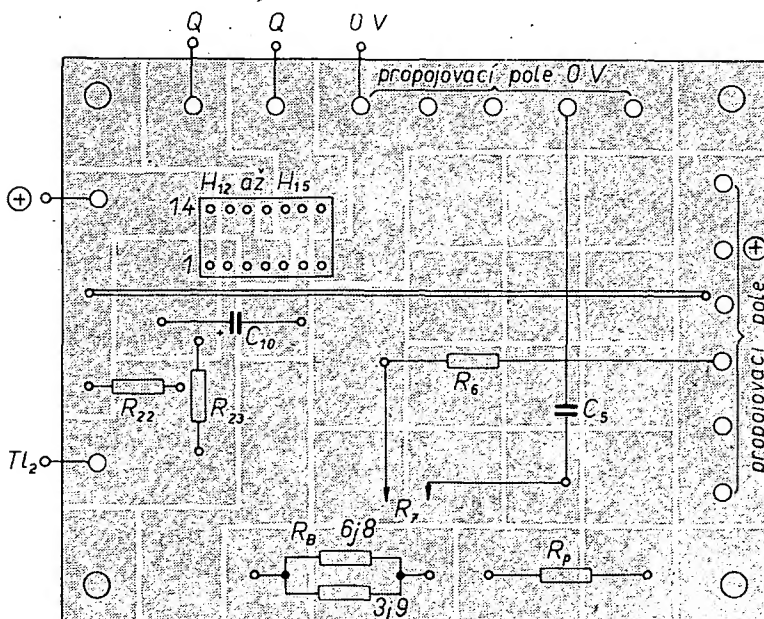 Q Q 0 V
propojovací pole 0 V
H12 až H15
14
1
⊕
propojovací pole ⊕
+
C10
R6
R22
R23
C5
Tl2
R7
RB 6j8
Rp
3j9